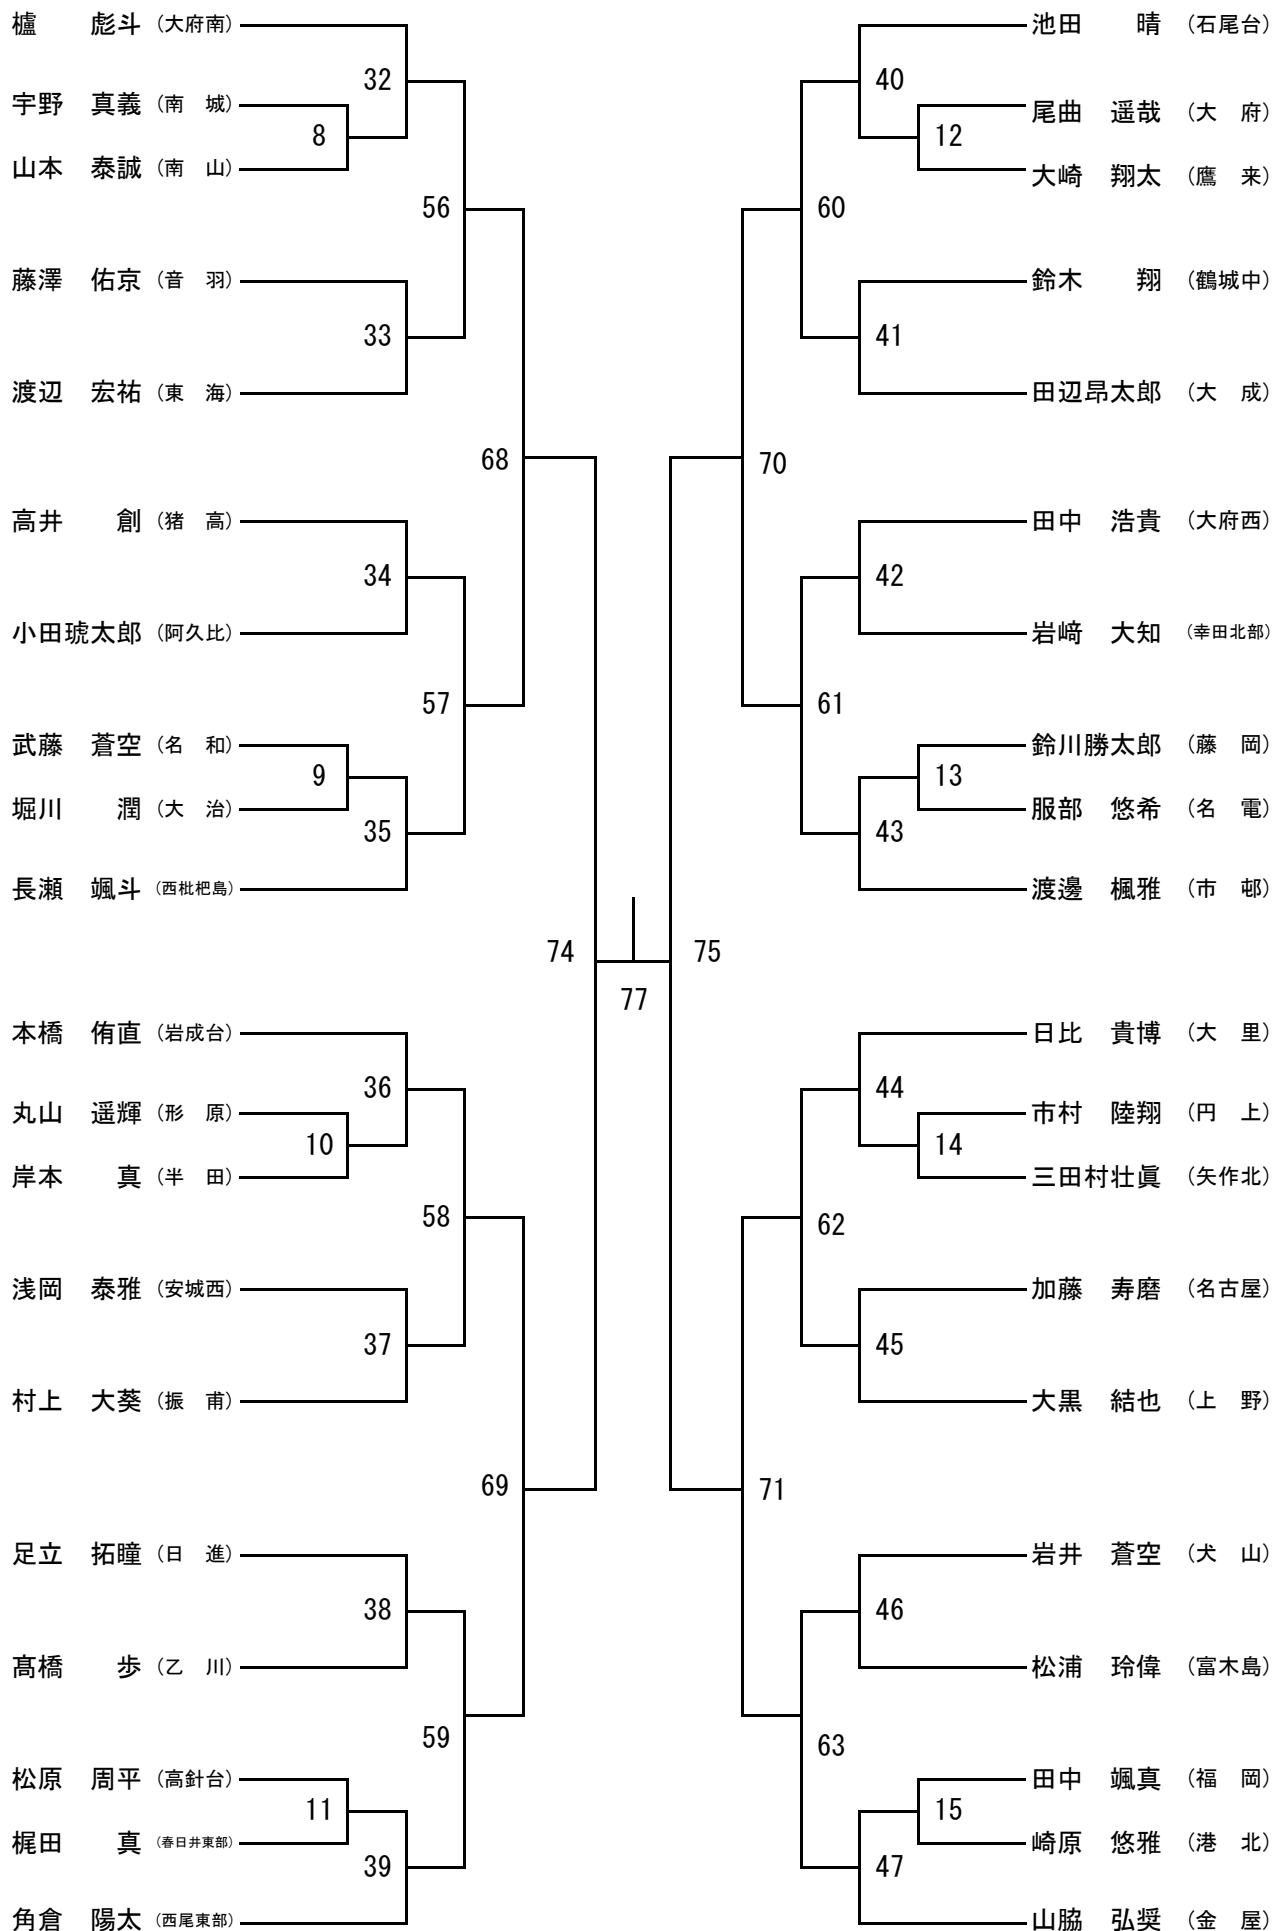 櫨　彪斗（大府南）
32
宇野　真義（南　城）
8
山本　泰誠（南　山）
56
藤澤　佑京（音　羽）
33
渡辺　宏祐（東　海）
68
高井　創（猪　高）
34
小田琥太郎（阿久比）
57
武藤　蒼空（名　和）
9
堀川　潤（大　治）
35
長瀬　颯斗（西枇杷島）
74
77
本橋　侑直（岩成台）
36
丸山　遥輝（形　原）
10
岸本　真（半　田）
58
浅岡　泰雅（安城西）
37
村上　大葵（振　甫）
69
足立　拓瞳（日　進）
38
髙橋　歩（乙　川）
59
松原　周平（高針台）
11
梶田　真（春日井東部）
39
角倉　陽太（西尾東部）
池田　晴（石尾台）
40
尾曲　遥哉（大　府）
12
大崎　翔太（鷹　来）
60
鈴木　翔（鶴城中）
41
田辺昂太郎（大　成）
70
田中　浩貴（大府西）
42
岩﨑　大知（幸田北部）
61
鈴川勝太郎（藤　岡）
13
服部　悠希（名　電）
43
渡邊　楓雅（市　邨）
75
日比　貴博（大　里）
44
市村　陸翔（円　上）
14
三田村壮眞（矢作北）
62
加藤　寿磨（名古屋）
45
大黒　結也（上　野）
71
岩井　蒼空（犬　山）
46
松浦　玲偉（富木島）
63
田中　颯真（福　岡）
15
崎原　悠雅（港　北）
47
山脇　弘奨（金　屋）